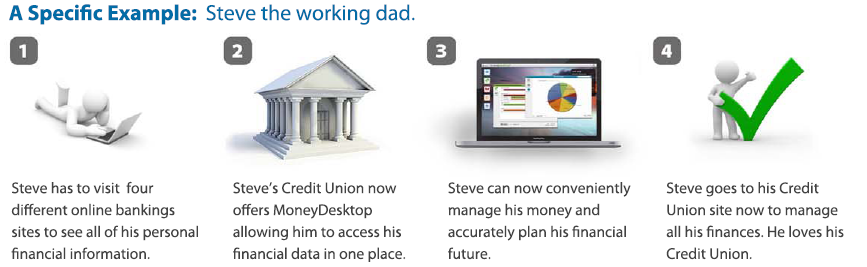 A Specific Example: Steve the working dad.
1
2
3
4
Steve has to visit four
different online bankings
sites to see all of his personal
financial information.
Steve's Credit Union now
offers MoneyDesktop
allowing him to access his
financial data in one place.
Steve can now conveniently
manage his money and
accurately plan his financial
future.
Steve goes to his Credit
Union site now to manage
all his finances. He loves his
Credit Union.